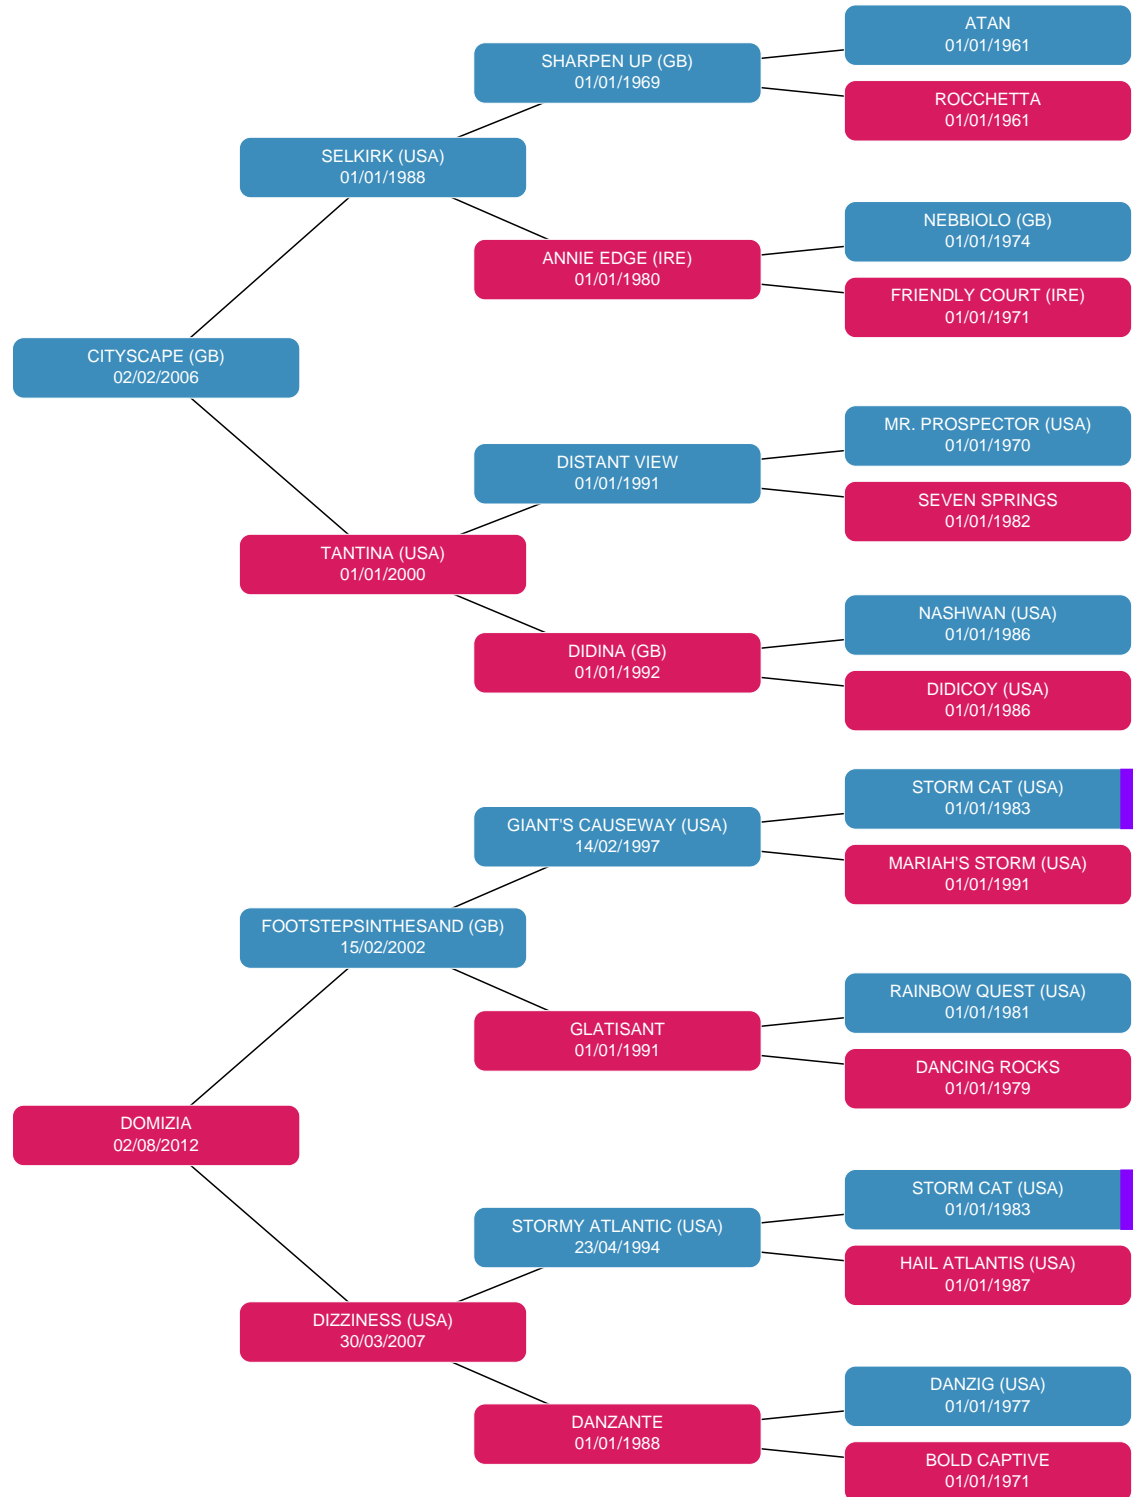 ATAN
01/01/1961
SHARPEN UP (GB)
01/01/1969
ROCCHETTA
01/01/1961
SELKIRK (USA)
01/01/1988
NEBBIOLO (GB)
01/01/1974
ANNIE EDGE (IRE)
01/01/1980
FRIENDLY COURT (IRE)
01/01/1971
CITYSCAPE (GB)
02/02/2006
MR. PROSPECTOR (USA)
01/01/1970
DISTANT VIEW
01/01/1991
SEVEN SPRINGS
01/01/1982
TANTINA (USA)
01/01/2000
NASHWAN (USA)
01/01/1986
DIDINA (GB)
01/01/1992
DIDICOY (USA)
01/01/1986
STORM CAT (USA)
01/01/1983
GIANT'S CAUSEWAY (USA)
14/02/1997
MARIAH'S STORM (USA)
01/01/1991
FOOTSTEPSINTHESAND (GB)
15/02/2002
RAINBOW QUEST (USA)
01/01/1981
GLATISANT
01/01/1991
DANCING ROCKS
01/01/1979
DOMIZIA
02/08/2012
STORM CAT (USA)
01/01/1983
STORMY ATLANTIC (USA)
23/04/1994
HAIL ATLANTIS (USA)
01/01/1987
DIZZINESS (USA)
30/03/2007
DANZIG (USA)
01/01/1977
DANZANTE
01/01/1988
BOLD CAPTIVE
01/01/1971